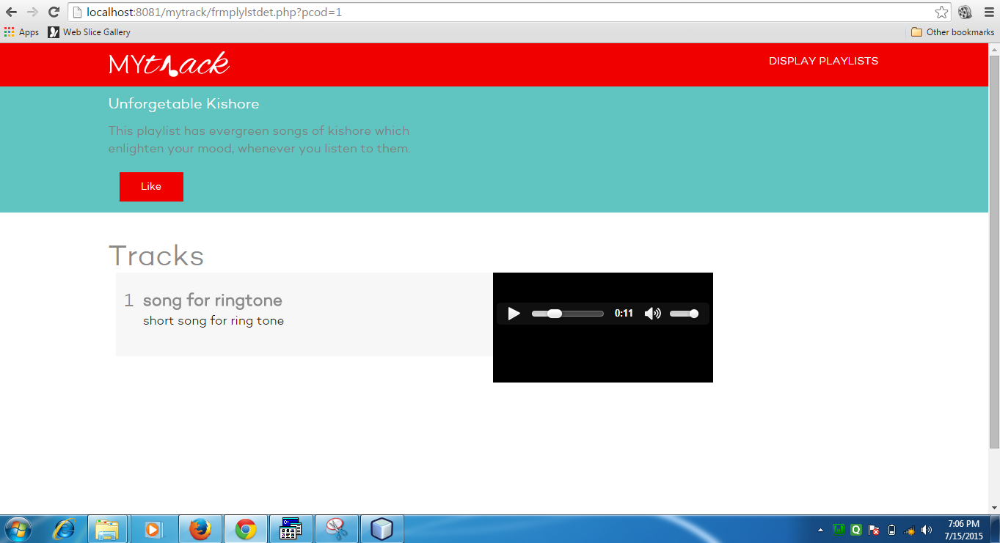 localhost:8081/mytrack/frmplylstdet.php?pcod=1
Apps Web Slice Gallery Other bookmarks
MYtrack DISPLAY PLAYLISTS
Unforgetable Kishore
This playlist has evergreen songs of kishore which
enlighten your mood, whenever you listen to them.
Like
Tracks
1 song for ringtone
short song for ring tone
0:11
7:06 PM
7/15/2015